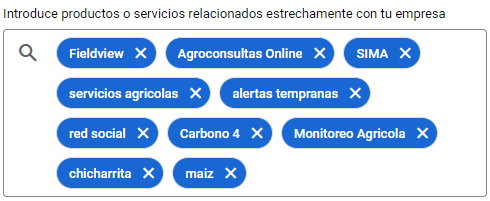 Introduce productos o servicios relacionados estrechamente con tu empresa
Fieldview Agroconsultas Online SIMA
servicios agricolas alertas tempranas
red social Carbono 4 Monitoreo Agricola
chicharrita maiz